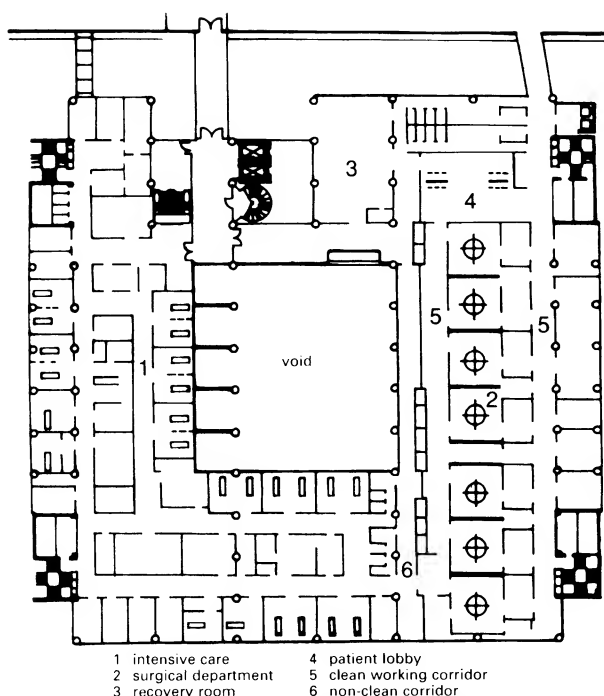 3
4
5
5
1
void
2
6
1 intensive care
4 patient lobby
2 surgical department
5 clean working corridor
3 recovery room
6 non-clean corridor